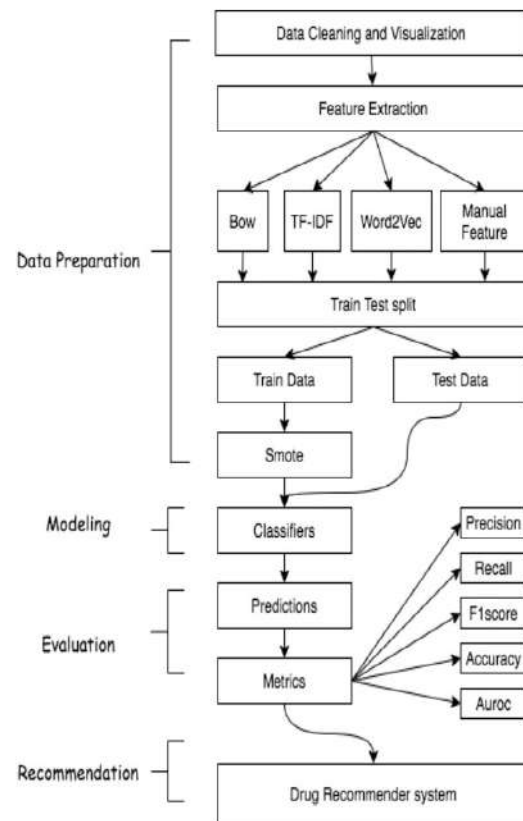 Data Cleaning and Visualization
Feature Extraction
Bow
TF-IDF
Word2Vec
Manual
Feature
Data Preparation
Train Test split
Train Data
Test Data
Smote
Modeling
Classifiers
Precision
Recall
Predictions
F1score
Evaluation
Accuracy
Metrics
Auroc
Recommendation
Drug Recommender system